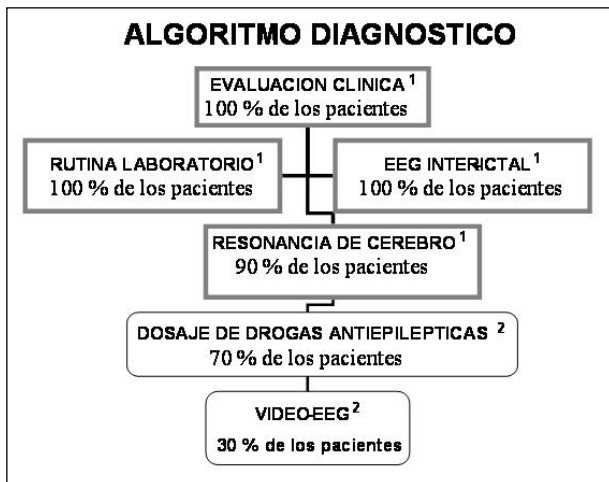 ALGORITMO DIAGNOSTICO
EVALUACION CLINICA 1
100 % de los pacientes
RUTINA LABORATORIO 1
100 % de los pacientes
EEG INTERICTAL 1
100 % de los pacientes
RESONANCIA DE CEREBRO 1
90 % de los pacientes
DOSAJE DE DROGAS ANTIEPILEPTICAS 2
70 % de los pacientes
VIDEO-EEG 2
30 % de los pacientes